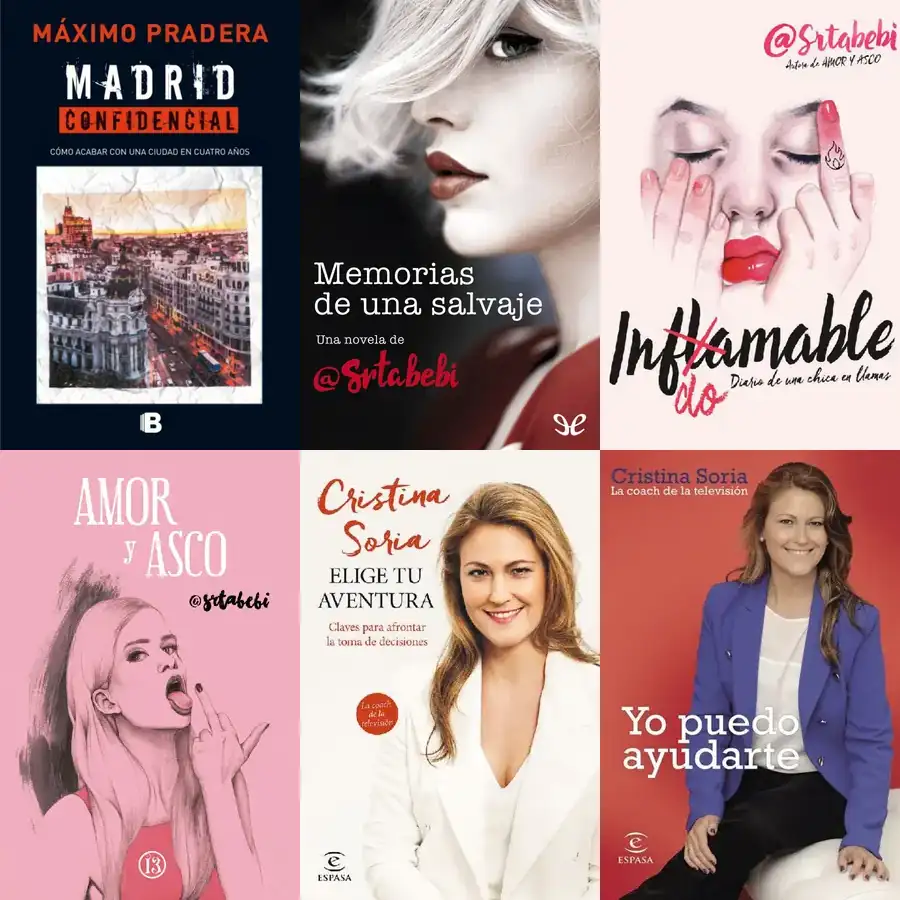 MÁXIMO PRADERA
MADRID
CONFIDENCIAL
CÓMO ACABAR CON UNA CIUDAD EN CUATRO AÑOS
B
Memorias
de una salvaje
Una novela de
@Srtabebi
@Srtabebi
Autora de AMOR Y ASCO
Inflamable
do
Diario de una chica en llamas
AMOR
y ASCO
@srtabebi
13
Cristina
Soria
ELIGE TU
AVENTURA
Claves para afrontar
la toma de decisiones
La coach
de la
televisión
ESPASA
Cristina Soria
La coach de la televisión
Yo puedo
ayudarte
ESPASA